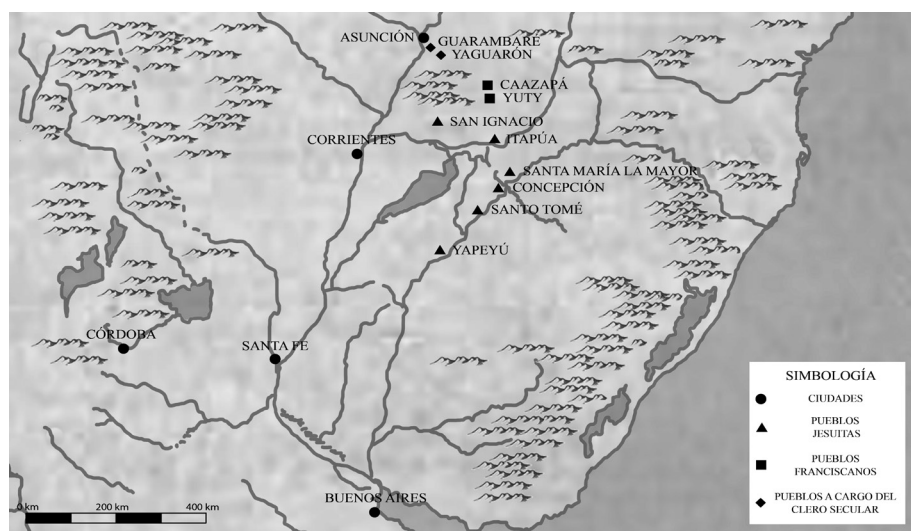 ASUNCIÓN
GUARAMBARÉ
YAGUARÓN
CAAZAPÁ
YUTY
SAN IGNACIO
ITAPÚA
CORRIENTES
SANTA MARÍA LA MAYOR
CONCEPCIÓN
SANTO TOMÉ
YAPEYÚ
CÓRDOBA
SANTA FE
BUENOS AIRES
0 km 200 km 400 km
SIMBOLOGÍA
CIUDADES
PUEBLOS
JESUITAS
PUEBLOS
FRANCISCANOS
PUEBLOS A CARGO DEL
CLERO SECULAR